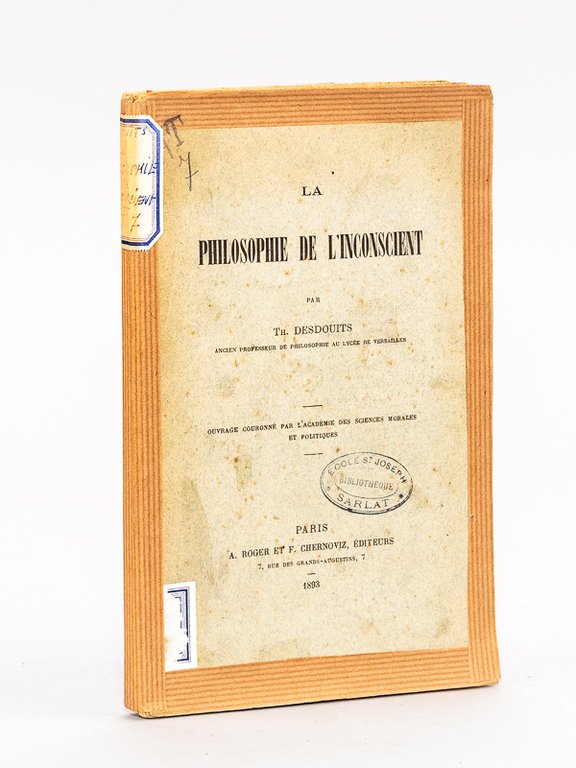 T
7
LA
PHILOSOPHIE DE L'INCONSCIENT
PAR
TH. DESDOUITS
ANCIEN PROFESSEUR DE PHILOSOPHIE AU LYCÉE DE VERSAILLES
OUVRAGE COURONNÉ PAR L'ACADÉMIE DES SCIENCES MORALES
ET POLITIQUES
ÉCOLE ST JOSEPH
BIBLIOTHÈQUE
SARLAT
PARIS
A. ROGER ET F. CHERNOVIZ, ÉDITEURS
7, RUE DES GRANDS-AUGUSTINS, 7
1893